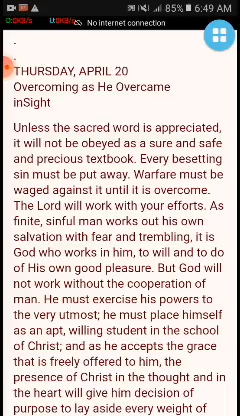 85% 6:49 AM
D:0KB/s U:0KB/s No internet connection
.
.
THURSDAY, APRIL 20
Overcoming as He Overcame
inSight
Unless the sacred word is appreciated,
it will not be obeyed as a sure and safe
and precious textbook. Every besetting
sin must be put away. Warfare must be
waged against it until it is overcome.
The Lord will work with your efforts. As
finite, sinful man works out his own
salvation with fear and trembling, it is
God who works in him, to will and to do
of His own good pleasure. But God will
not work without the cooperation of
man. He must exercise his powers to
the very utmost; he must place himself
as an apt, willing student in the school
of Christ; and as he accepts the grace
that is freely offered to him, the
presence of Christ in the thought and in
the heart will give him decision of
purpose to lay aside every weight of